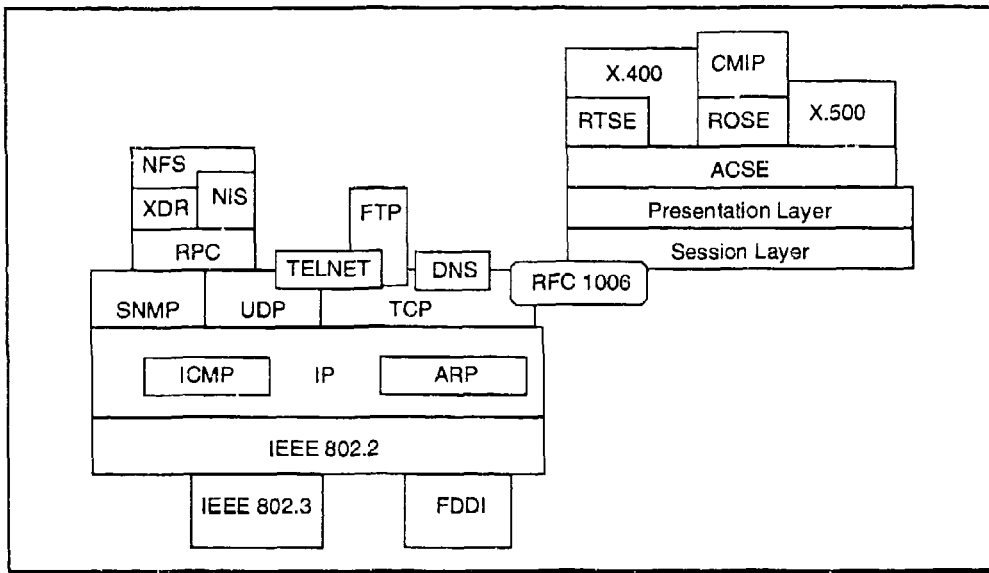 X.400
CMIP
RTSE
ROSE
X.500
ACSE
Presentation Layer
Session Layer
NFS
XDR
NIS
RPC
FTP
TELNET
DNS
RFC 1006
SNMP
UDP
TCP
ICMP
IP
ARP
IEEE 802.2
IEEE 802.3
FDDI